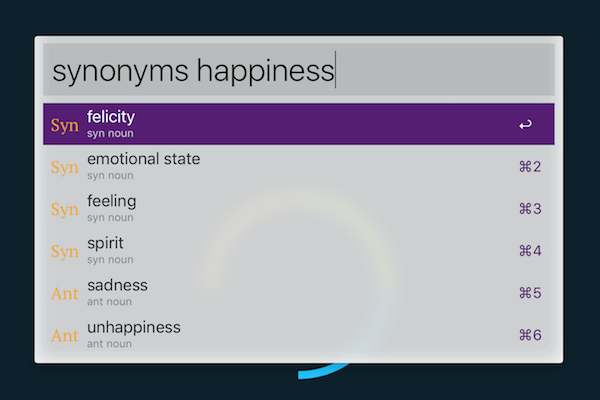 synonyms happiness
Syn felicity ↩
syn noun
Syn emotional state ⌘2
syn noun
Syn feeling ⌘3
syn noun
Syn spirit ⌘4
syn noun
Ant sadness ⌘5
ant noun
Ant unhappiness ⌘6
ant noun